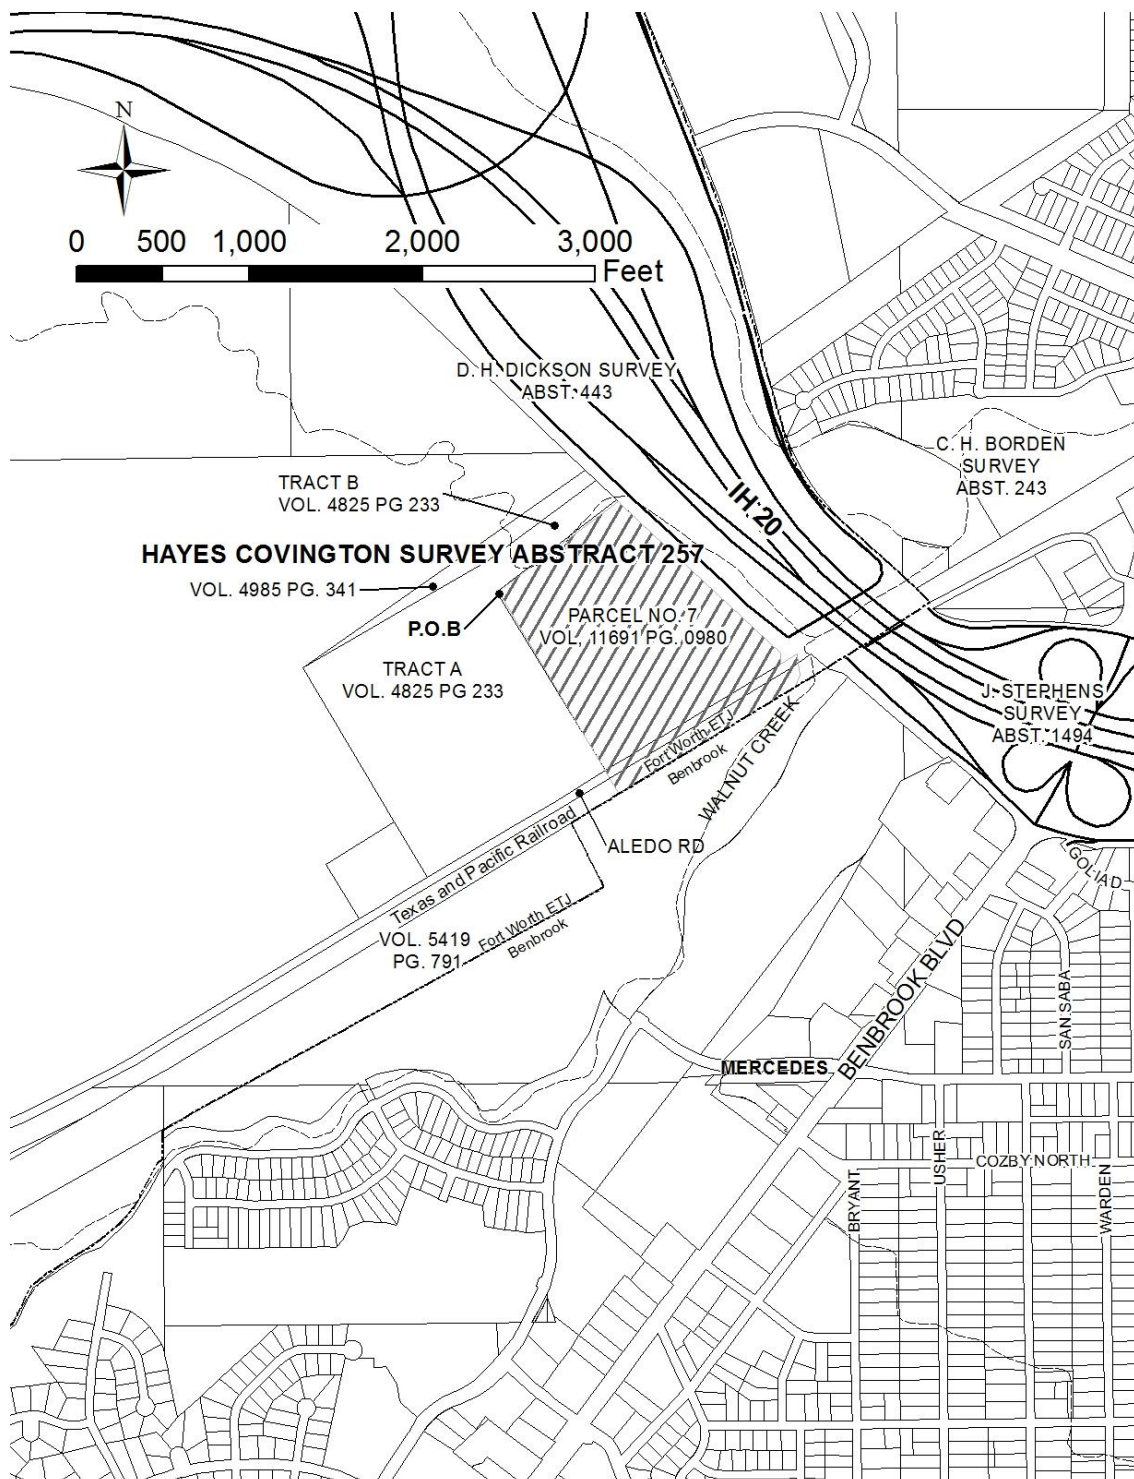 N
0 500 1,000 2,000 3,000
Feet
D. H. DICKSON SURVEY
ABST. 443
C. H. BORDEN
SURVEY
ABST. 243
TRACT B
VOL. 4825 PG 233
IH 20
HAYES COVINGTON SURVEY ABSTRACT 257
VOL. 4985 PG. 341
P.O.B
PARCEL NO. 7
VOL, 11691 PG. 0980
TRACT A
VOL. 4825 PG 233
J. STEPHENS
SURVEY
ABST. 1494
Fort Worth ETJ
Benbrook
WALNUT CREEK
ALEDO RD
Texas and Pacific Railroad
GOLIAD
Fort Worth ETJ
Benbrook
VOL. 5419
PG. 791
BENBROOK BLVD
SAN SABA
MERCEDES
USHER
COZBY NORTH
BRYANT
WARDEN